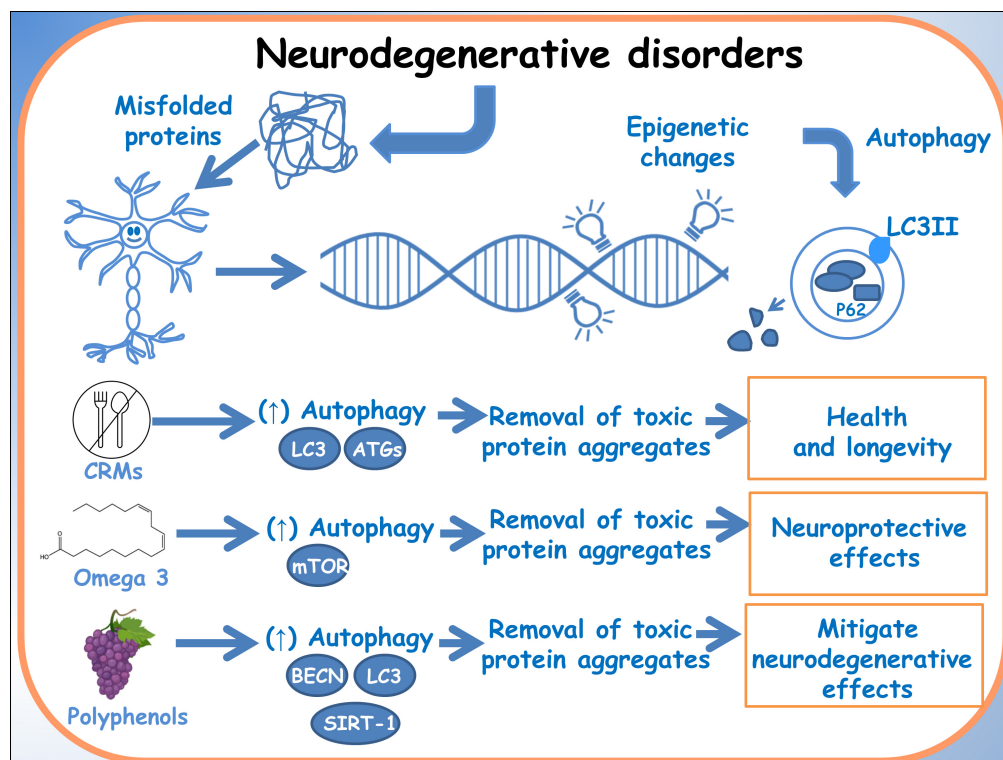 Neurodegenerative disorders
Misfolded
proteins
Epigenetic
changes
Autophagy
LC3II
P62
CRMs
(↑) Autophagy
LC3
ATGs
Removal of toxic
protein aggregates
Health
and longevity
O
HO
Omega 3
(↑) Autophagy
mTOR
Removal of toxic
protein aggregates
Neuroprotective
effects
Polyphenols
(↑) Autophagy
BECN
LC3
SIRT-1
Removal of toxic
protein aggregates
Mitigate
neurodegenerative
effects